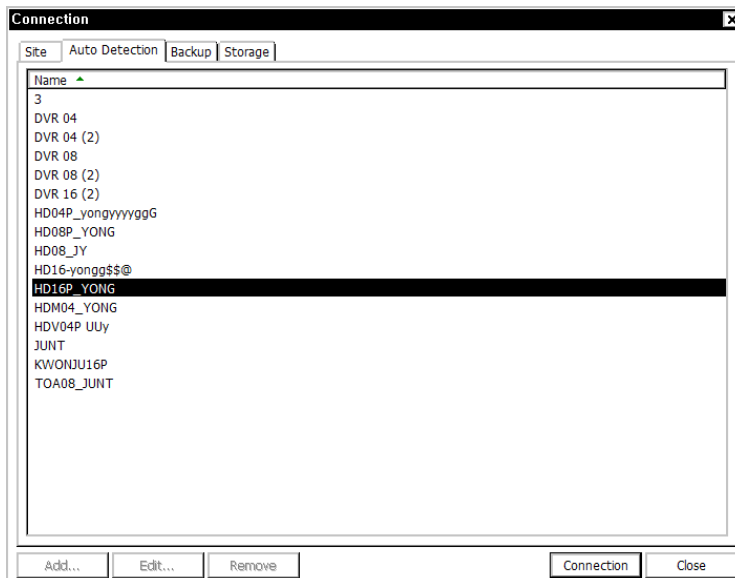 Connection
Site Auto Detection Backup Storage
Name
3
DVR 04
DVR 04 (2)
DVR 08
DVR 08 (2)
DVR 16 (2)
HD04P_yongyyyyggG
HD08P_YONG
HD08_JY
HD16-yongg$$@
HD16P_YONG
HDM04_YONG
HDV04P UUy
JUNT
KWONJU16P
TOA08_JUNT
Add... Edit... Remove Connection Close